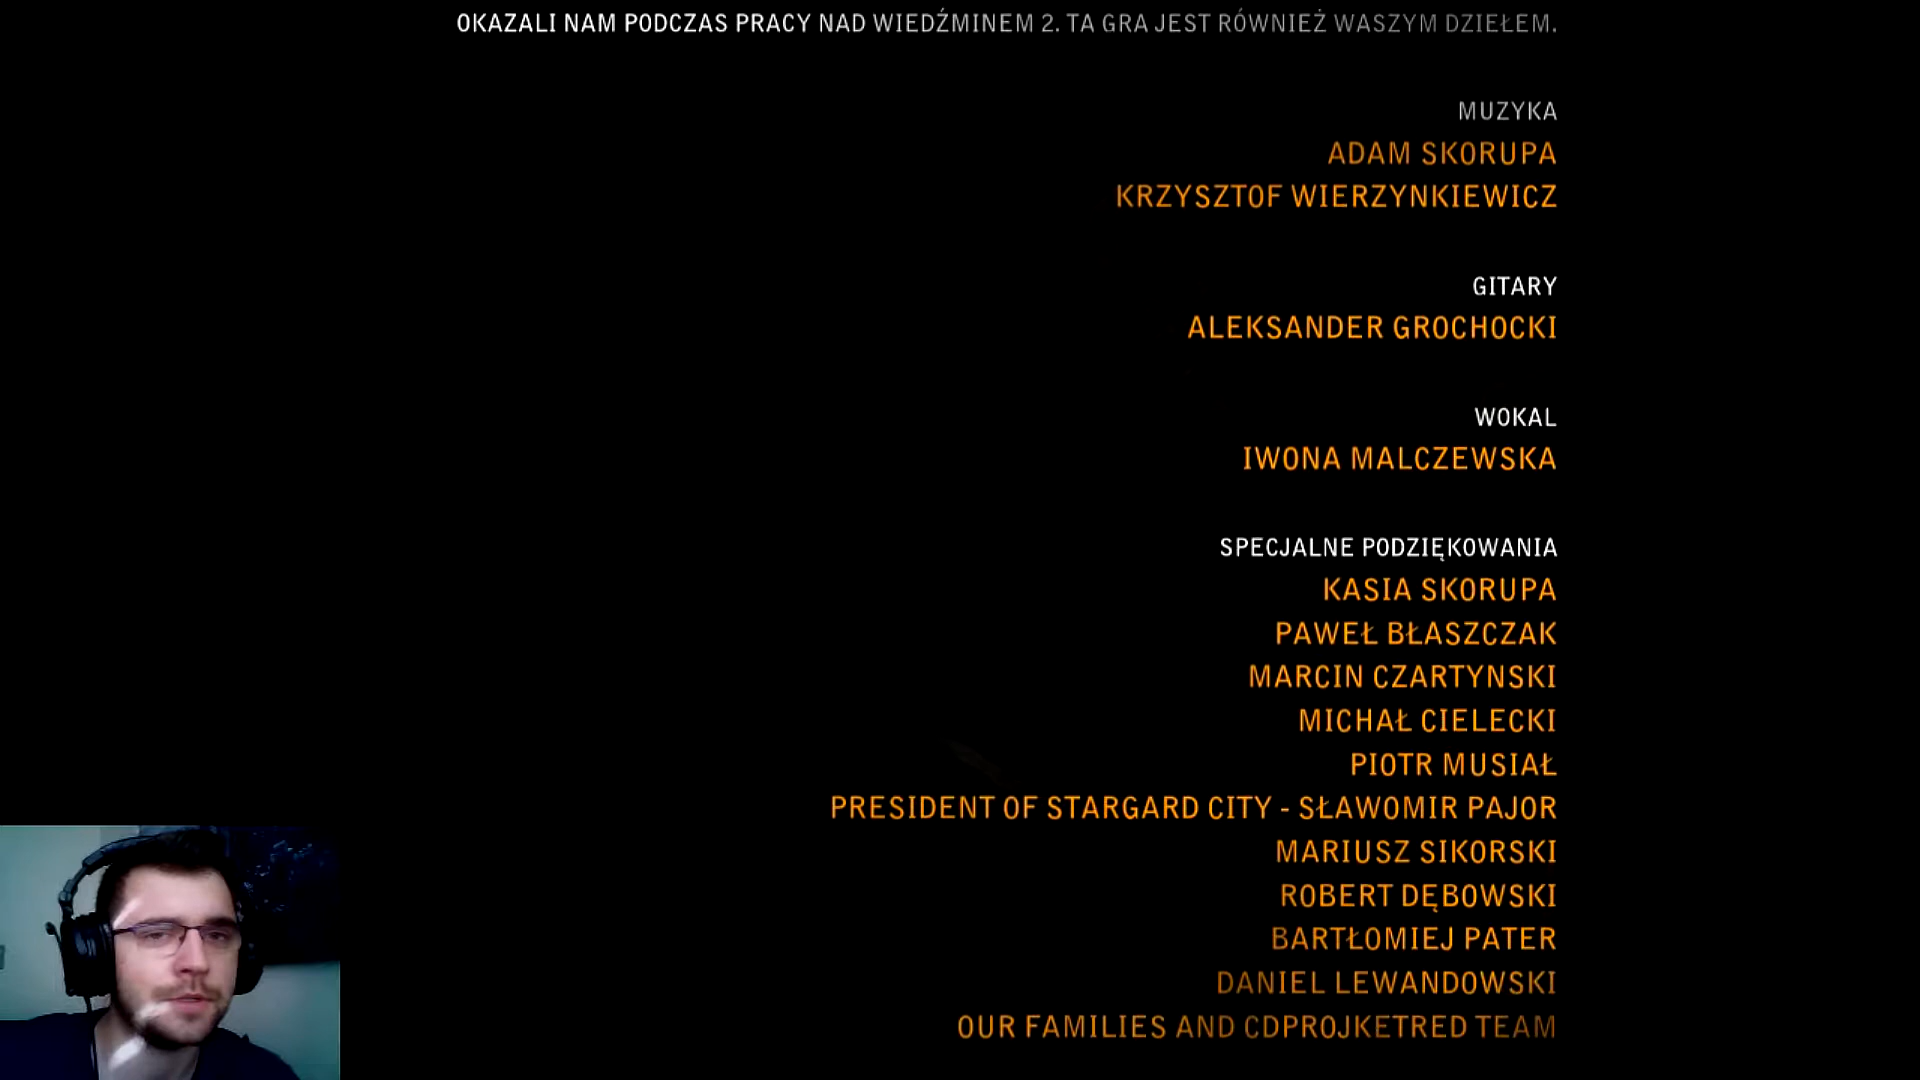 OKAZALI NAM PODCZAS PRACY NAD WIEDŹMINEM 2. TA GRA JEST RÓWNIEŻ WASZYM DZIEŁEM.
MUZYKA
ADAM SKORUPA
KRZYSZTOF WIERZYNKIEWICZ
GITARY
ALEKSANDER GROCHOCKI
WOKAL
IWONA MALCZEWSKA
SPECJALNE PODZIĘKOWANIA
KASIA SKORUPA
PAWEŁ BŁASZCZAK
MARCIN CZARTYNSKI
MICHAŁ CIELECKI
PIOTR MUSIAŁ
PRESIDENT OF STARGARD CITY - SŁAWOMIR PAJOR
MARIUSZ SIKORSKI
ROBERT DĘBOWSKI
BARTŁOMIEJ PATER
DANIEL LEWANDOWSKI
OUR FAMILIES AND CDPROJKETRED TEAM